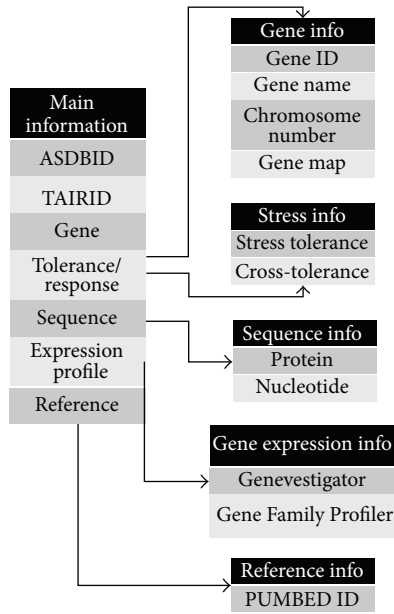 Main
information
ASDBID
TAIRID
Gene
Tolerance/
response
Sequence
Expression
profile
Reference
Gene info
Gene ID
Gene name
Chromosome
number
Gene map
Stress info
Stress tolerance
Cross-tolerance
Sequence info
Protein
Nucleotide
Gene expression info
Genevestigator
Gene Family Profiler
Reference info
PUMBED ID